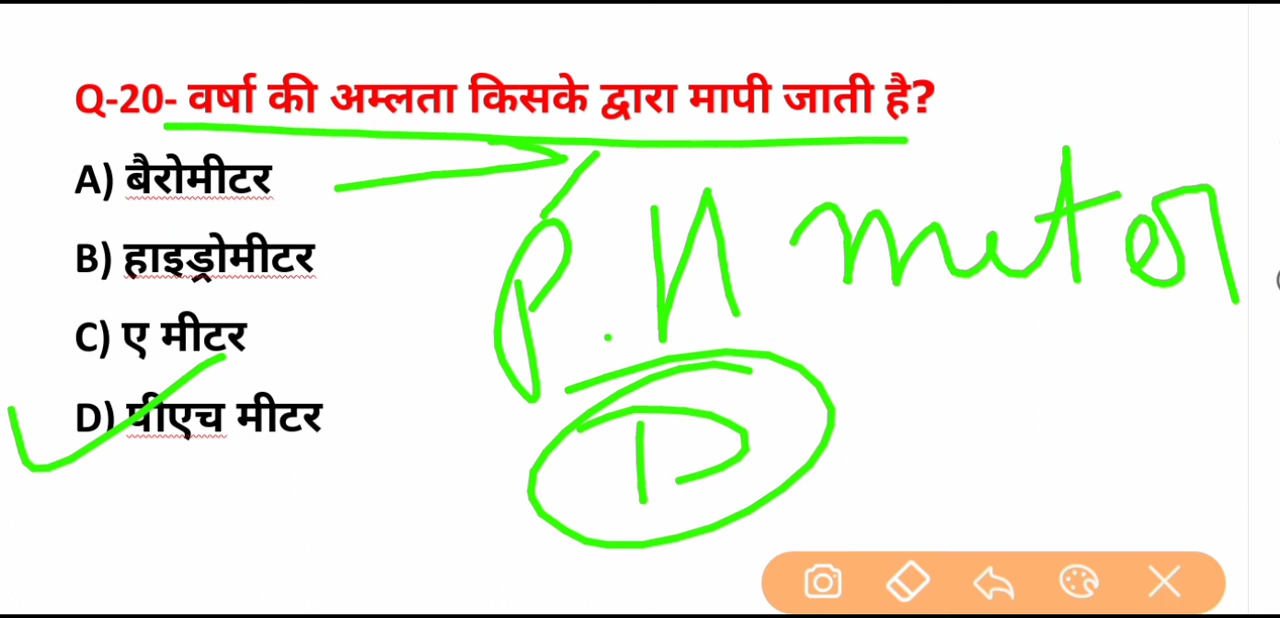 Q-20- वर्षा की अम्लता किसके द्वारा मापी जाती है?
A) बैरोमीटर
B) हाइड्रोमीटर
C) ए मीटर
D) पीएच मीटर
P.H meter
D